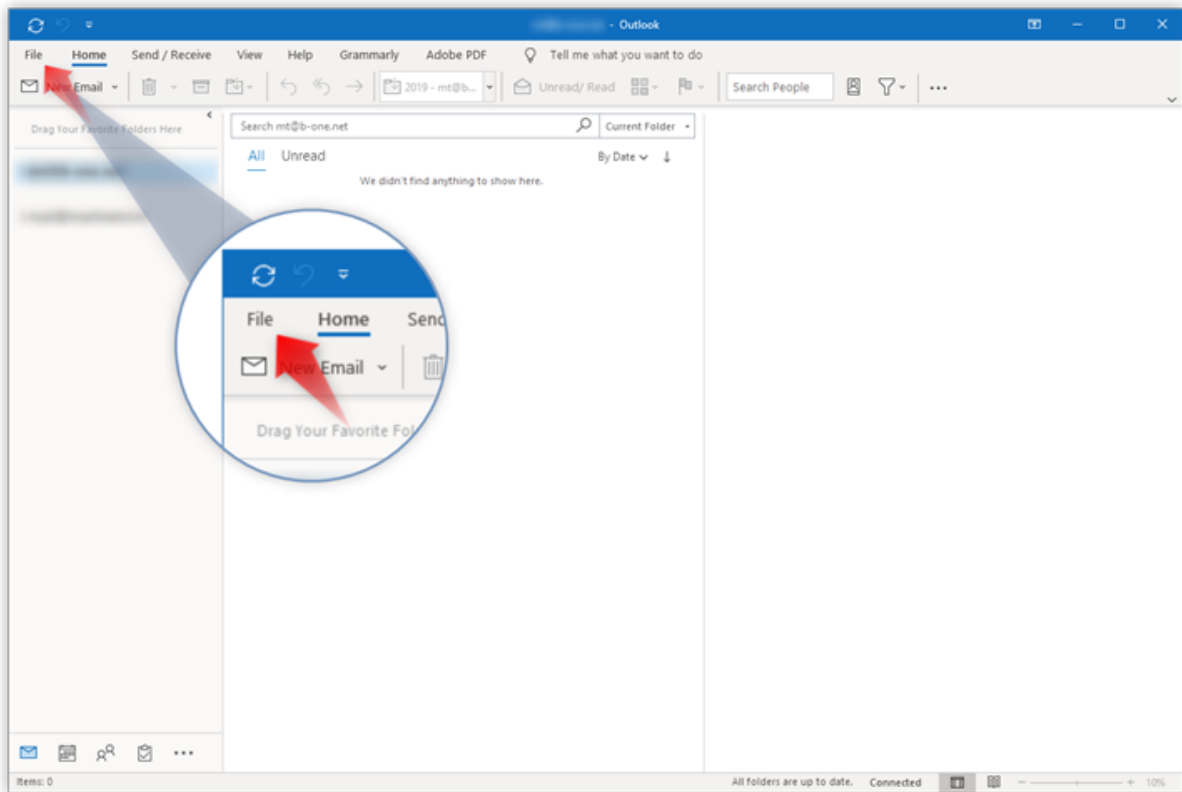 - Outlook
File Home Send / Receive View Help Grammarly Adobe PDF Tell me what you want to do
New Email 2019 - mt@b... Unread/ Read Search People ...
Drag Your Favorite Folders Here
Search mt@b-one.net Current Folder
All Unread By Date
We didn't find anything to show here.
File Home Send
New Email
Drag Your Favorite Fol
Items: 0 All folders are up to date. Connected 10%